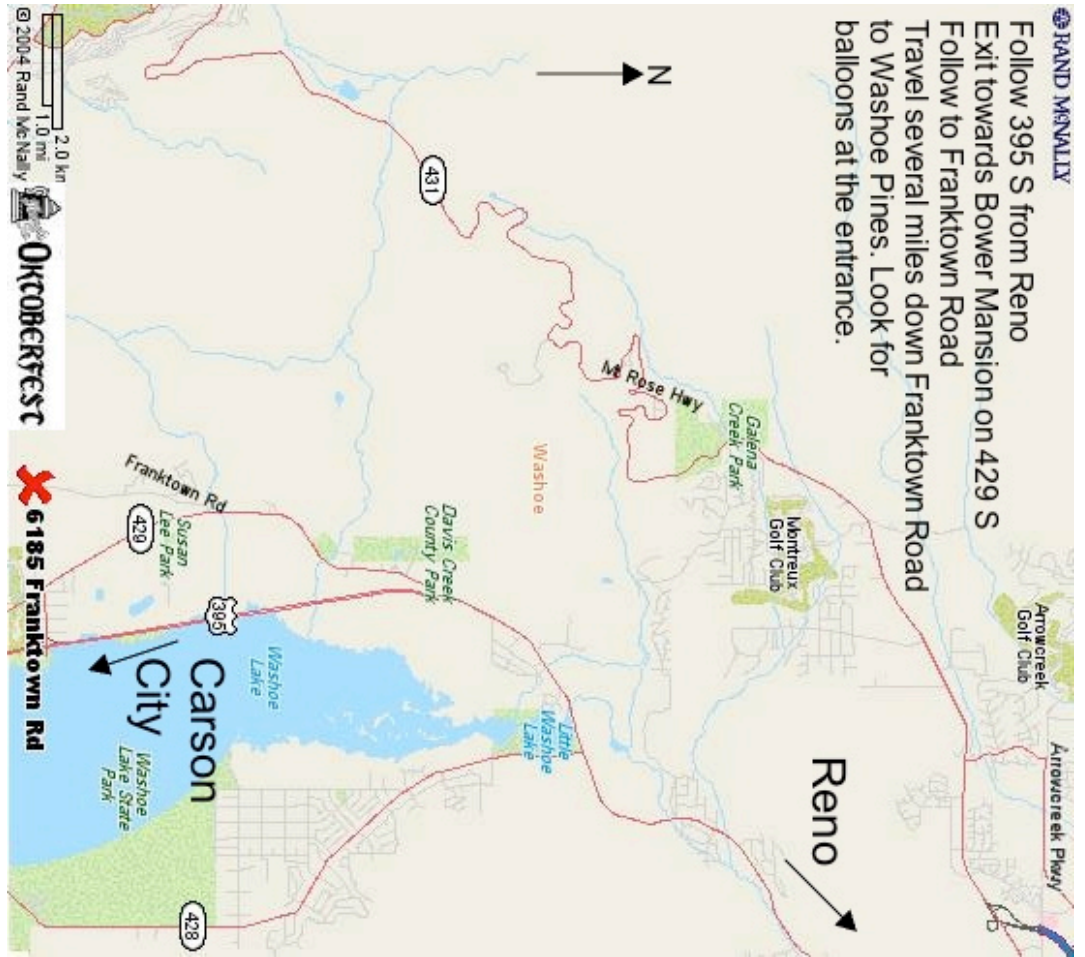 RAND MCNALLY
Follow 395 S from Reno
Exit towards Bower Mansion on 429 S
Follow to Franktown Road
Travel several miles down Franktown Road
to Washoe Pines. Look for
balloons at the entrance.
N
Arrowcreek Pkwy
Arrowcreek
Golf Club
Montreux
Golf Club
Galena
Creek Park
Mt Rose Hwy
431
Reno
Washoe
Little
Washoe
Lake
Davis Creek
County Park
Washoe
Lake
395
Franktown Rd
Susan
Lee Park
429
Carson
City
Washoe
Lake State
Park
428
2.0 km
1.0 mi
© 2004 Rand McNally
OKTOBERFEST
6185 Franktown Rd